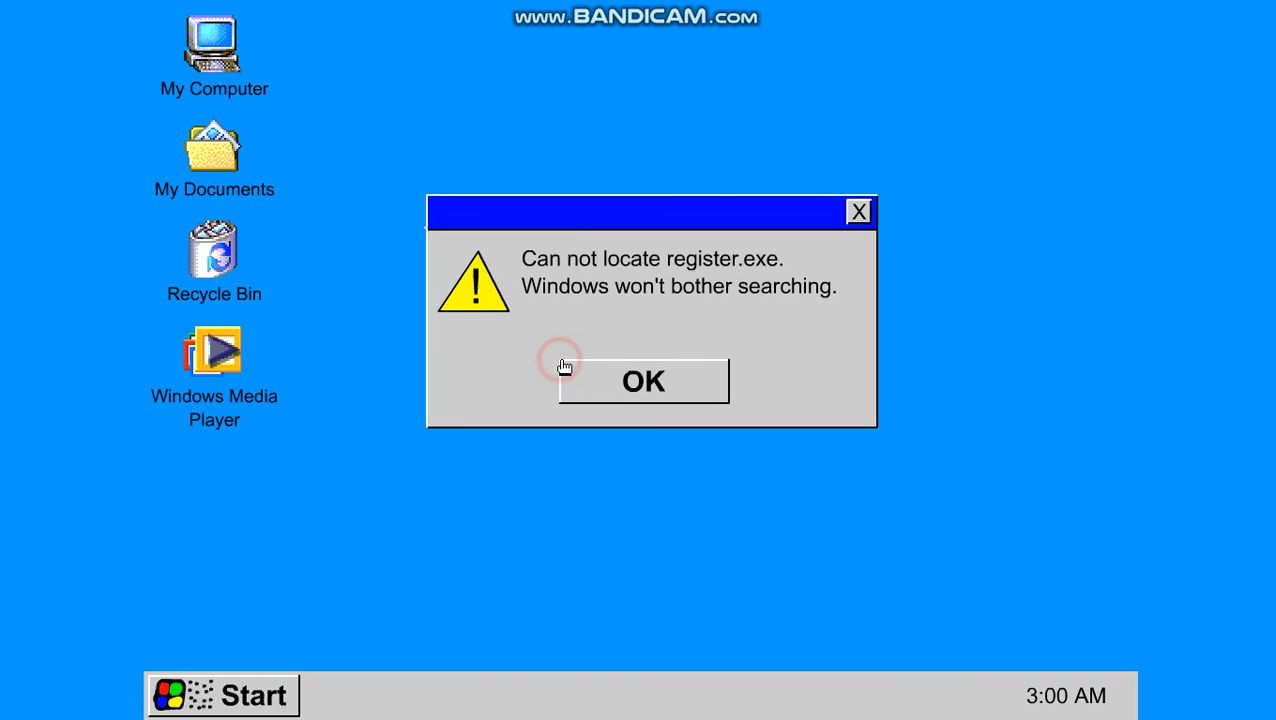 www.BANDICAM.com
My Computer
My Documents
Recycle Bin
Windows Media
Player
X
Can not locate register.exe.
Windows won't bother searching.
OK
Start
3:00 AM